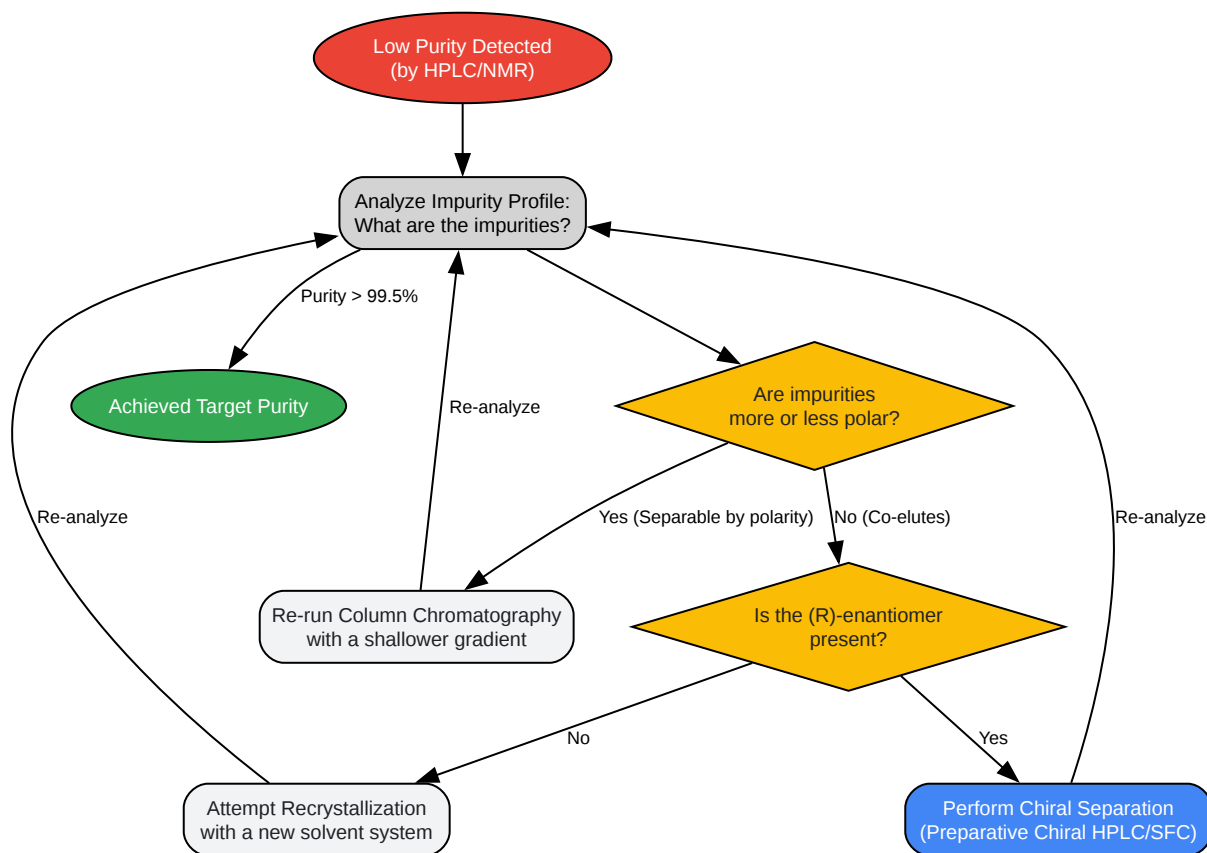 Low Purity Detected
(by HPLC/NMR)
Analyze Impurity Profile:
What are the impurities?
Purity > 99.5%
Achieved Target Purity
Re-analyze
Are impurities
more or less polar?
Re-analyze
Yes (Separable by polarity)
No (Co-elutes)
Re-analyze
Re-run Column Chromatography
with a shallower gradient
Is the (R)-enantiomer
present?
No
Yes
Attempt Recrystallization
with a new solvent system
Perform Chiral Separation
(Preparative Chiral HPLC/SFC)